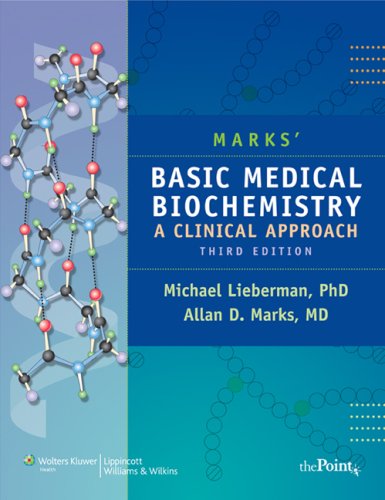 MARKS'
BASIC MEDICAL
BIOCHEMISTRY
A CLINICAL APPROACH
THIRD EDITION
Michael Lieberman, PhD
Allan D. Marks, MD
Wolters Kluwer
Health
Lippincott
Williams & Wilkins
thePoint